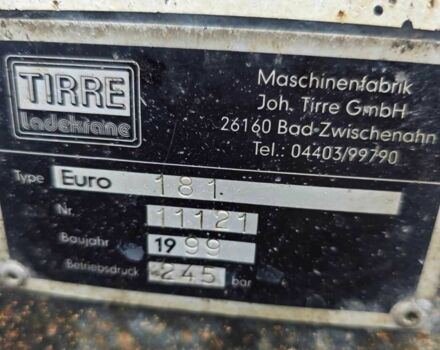 TIRRE
Ladekrane
Maschinenfabrik
Joh. Tirre GmbH
26160 Bad Zwischenahn
Tel.: 04403/99790
Type Euro 181.
Nr. 11121
Baujahr 1999
Betriebsdruck 245 bar